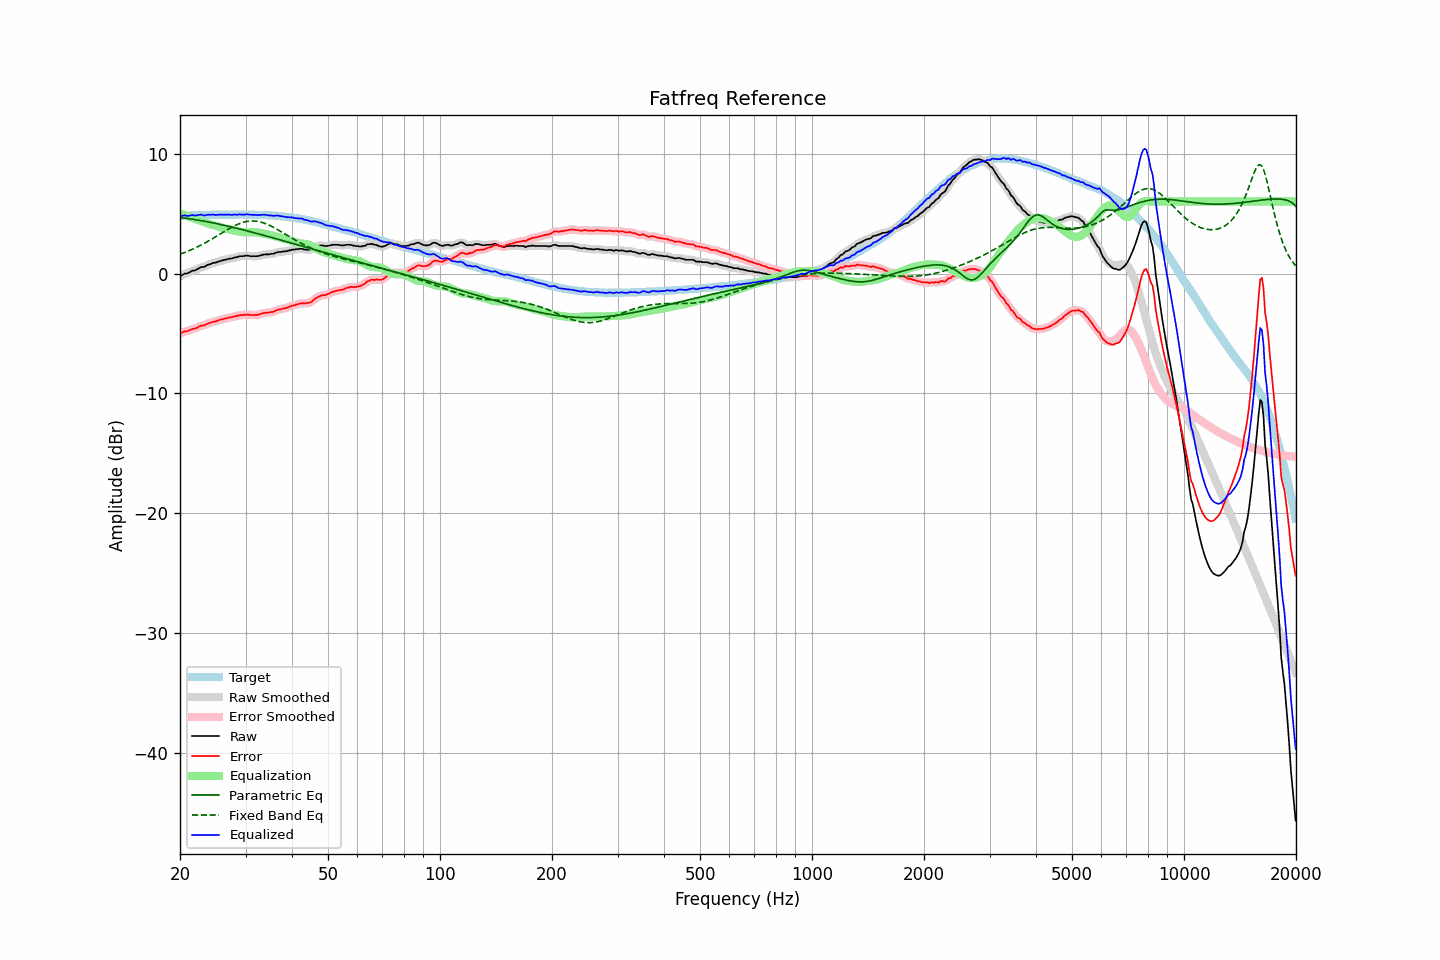 Fatfreq Reference
Amplitude (dBr)
10
0
−10
−20
−30
−40
Target
Raw Smoothed
Error Smoothed
Raw
Error
Equalization
Parametric Eq
Fixed Band Eq
Equalized
20 50 100 200 500 1000 2000 5000 10000 20000
Frequency (Hz)